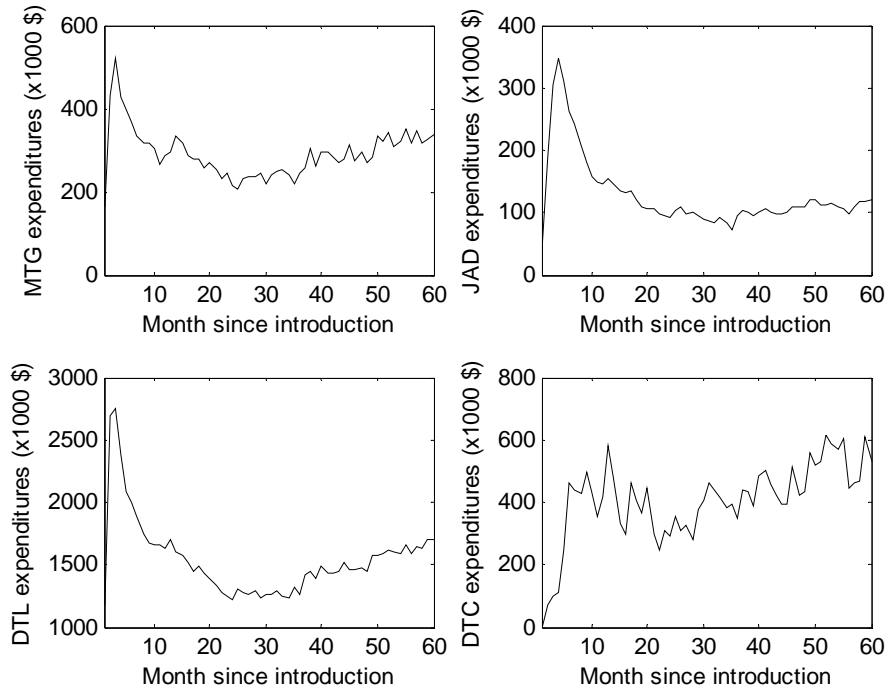 MTG expenditures (x1000 $)
600
400
200
0
10 20 30 40 50 60
Month since introduction
JAD expenditures (x1000 $)
400
300
200
100
0
10 20 30 40 50 60
Month since introduction
DTL expenditures (x1000 $)
3000
2500
2000
1500
1000
10 20 30 40 50 60
Month since introduction
DTC expenditures (x1000 $)
800
600
400
200
0
10 20 30 40 50 60
Month since introduction